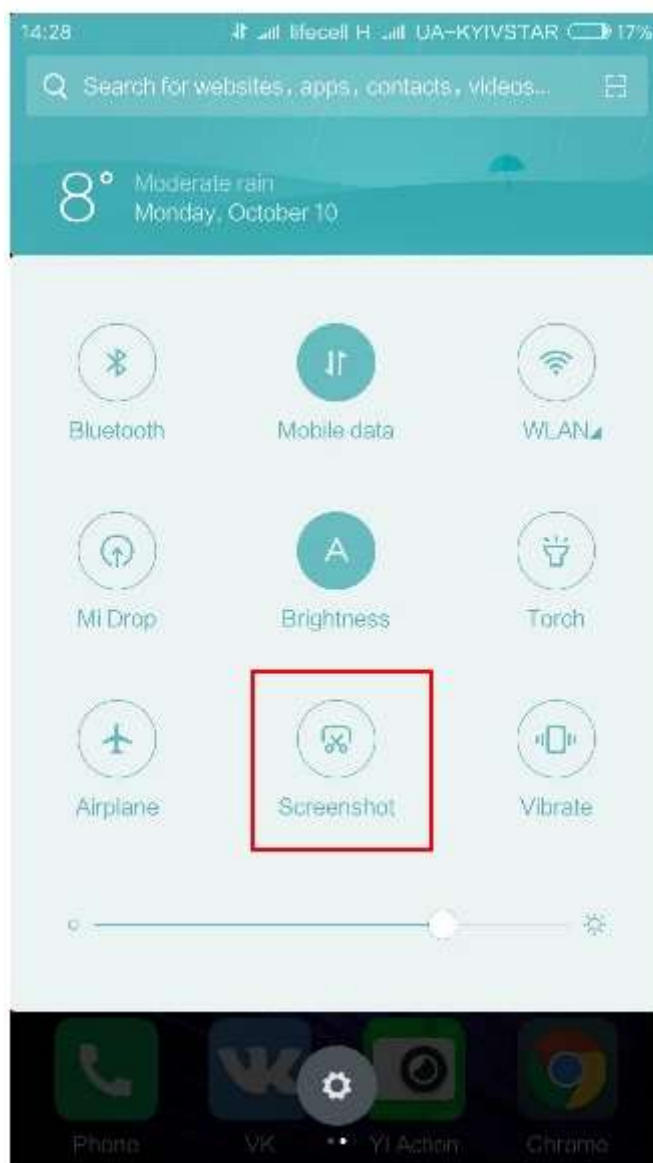 14:28 lifecell H UA-KYIVSTAR 17%
Search for websites, apps, contacts, videos...
8° Moderate rain
Monday, October 10
Bluetooth Mobile data WLAN
Mi Drop Brightness Torch
Airplane Screenshot Vibrate
Phone VK YI Action Chrome